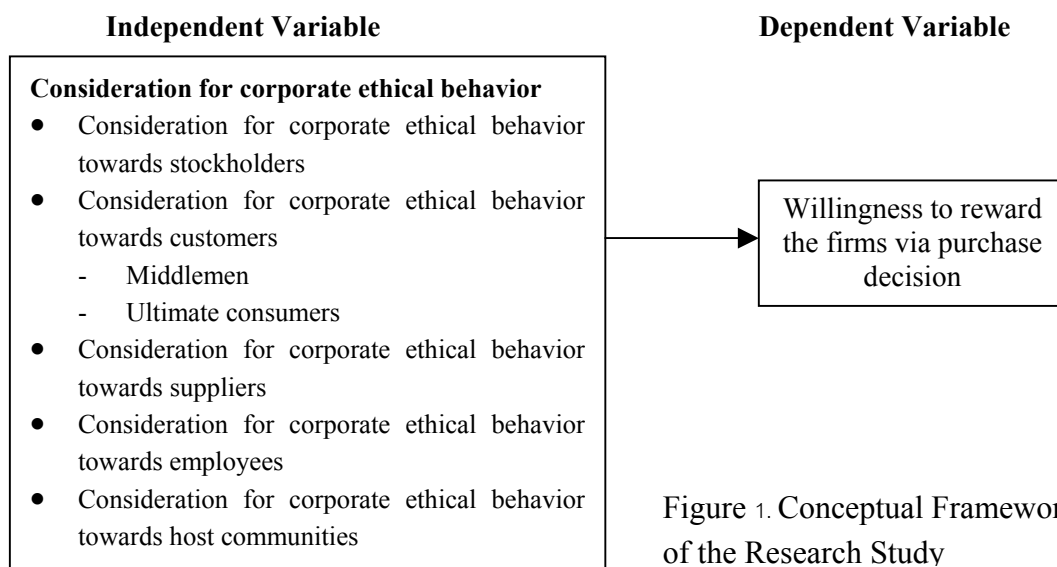 Independent Variable
Dependent Variable
Consideration for corporate ethical behavior
● Consideration for corporate ethical behavior
towards stockholders
● Consideration for corporate ethical behavior
towards customers
- Middlemen
- Ultimate consumers
● Consideration for corporate ethical behavior
towards suppliers
● Consideration for corporate ethical behavior
towards employees
● Consideration for corporate ethical behavior
towards host communities
Willingness to reward
the firms via purchase
decision
Figure 1. Conceptual Framewor
of the Research Study